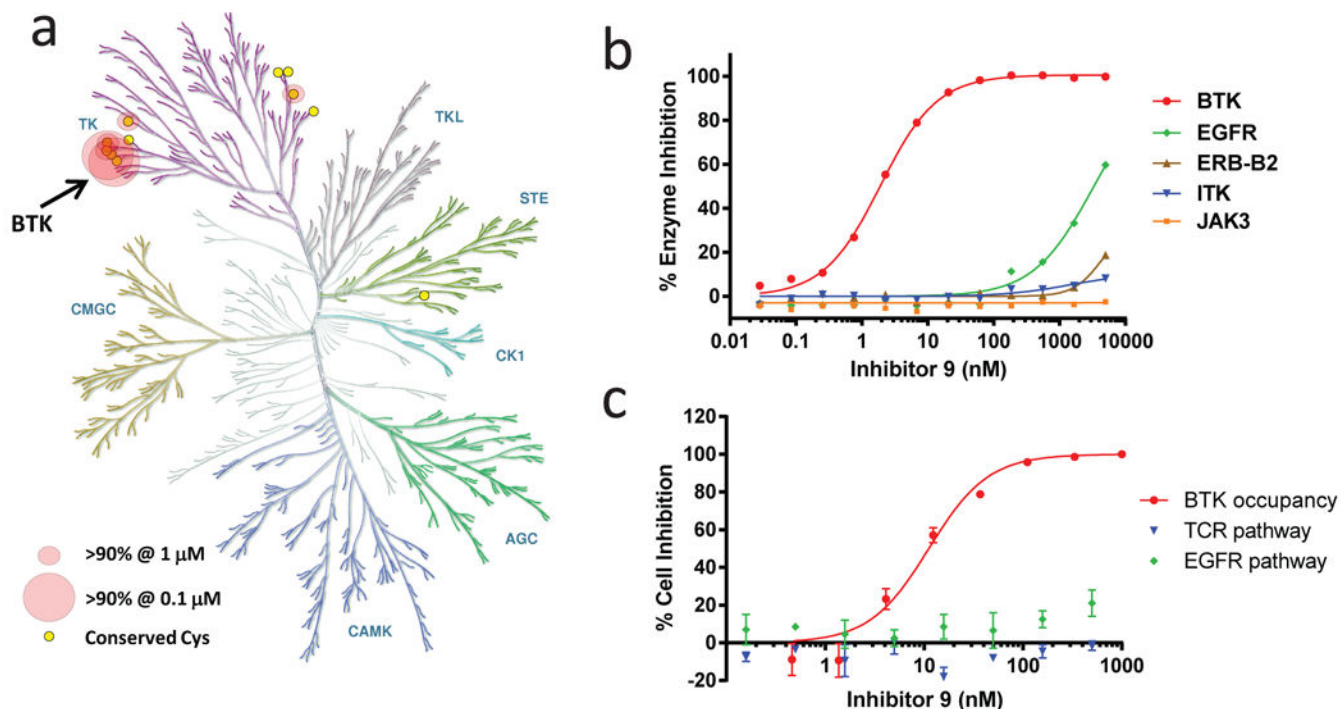 a
TK
TKL
BTK
STE
CMGC
CK1
AGC
CAMK
>90% @ 1 μM
>90% @ 0.1 μM
Conserved Cys
b
% Enzyme Inhibition
100
80
60
40
20
0
0.01
0.1
1
10
100
1000
10000
Inhibitor 9 (nM)
BTK
EGFR
ERB-B2
ITK
JAK3
c
% Cell Inhibition
120
100
80
60
40
20
0
-20
1
10
100
1000
Inhibitor 9 (nM)
BTK occupancy
TCR pathway
EGFR pathway